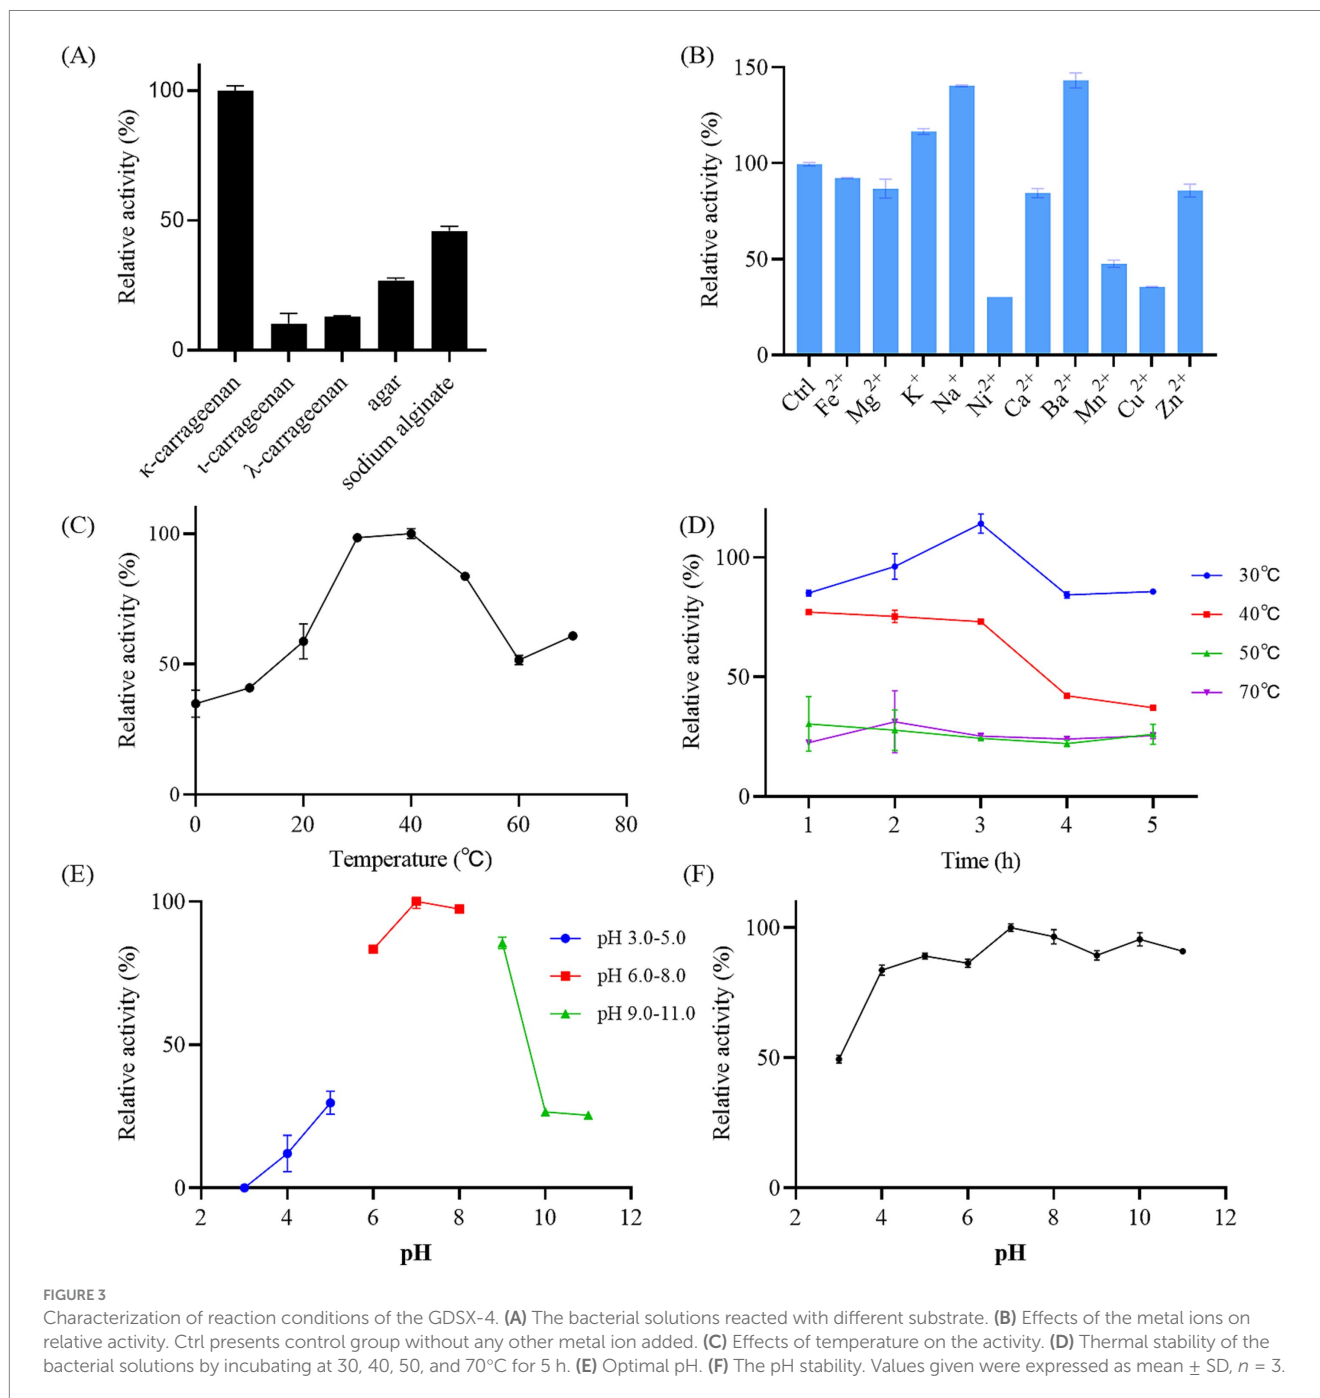 (A)
Relative activity (%)
100
50
0
κ-carrageenan
ι-carrageenan
λ-carrageenan
agar
sodium alginate
(B)
Relative activity (%)
150
100
50
0
Ctrl
Fe²⁺
Mg²⁺
K⁺
Na⁺
Ni²⁺
Ca²⁺
Ba²⁺
Mn²⁺
Cu²⁺
Zn²⁺
(C)
Relative activity (%)
100
50
0
0 20 40 60 80
Temperature (℃)
(D)
Relative activity (%)
100
50
0
1 2 3 4 5
Time (h)
30℃
40℃
50℃
70℃
(E)
Relative activity (%)
100
50
0
2 4 6 8 10 12
pH
pH 3.0-5.0
pH 6.0-8.0
pH 9.0-11.0
(F)
Relative activity (%)
100
50
0
2 4 6 8 10 12
pH
FIGURE 3
Characterization of reaction conditions of the GDSX-4. (A) The bacterial solutions reacted with different substrate. (B) Effects of the metal ions on
relative activity. Ctrl presents control group without any other metal ion added. (C) Effects of temperature on the activity. (D) Thermal stability of the
bacterial solutions by incubating at 30, 40, 50, and 70°C for 5 h. (E) Optimal pH. (F) The pH stability. Values given were expressed as mean ± SD, n = 3.